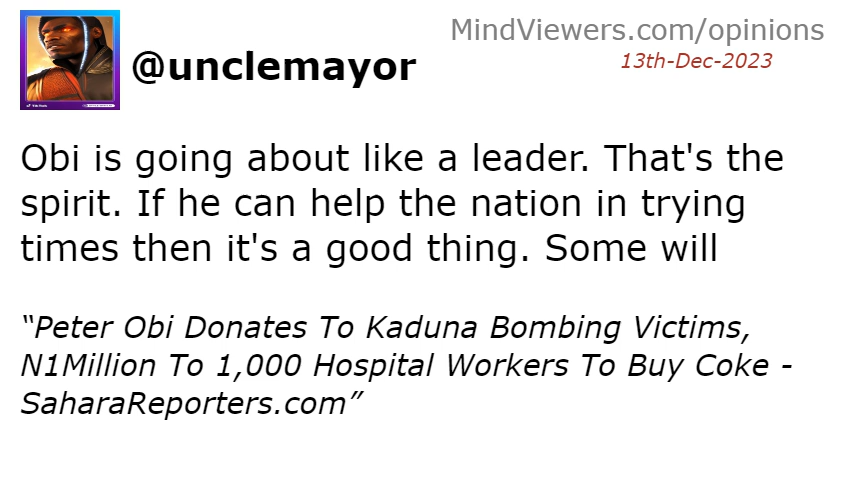 MindViewers.com/opinions
13th-Dec-2023
@unclemayor
Obi is going about like a leader. That's the
spirit. If he can help the nation in trying
times then it's a good thing. Some will
“Peter Obi Donates To Kaduna Bombing Victims,
N1Million To 1,000 Hospital Workers To Buy Coke -
SaharaReporters.com”